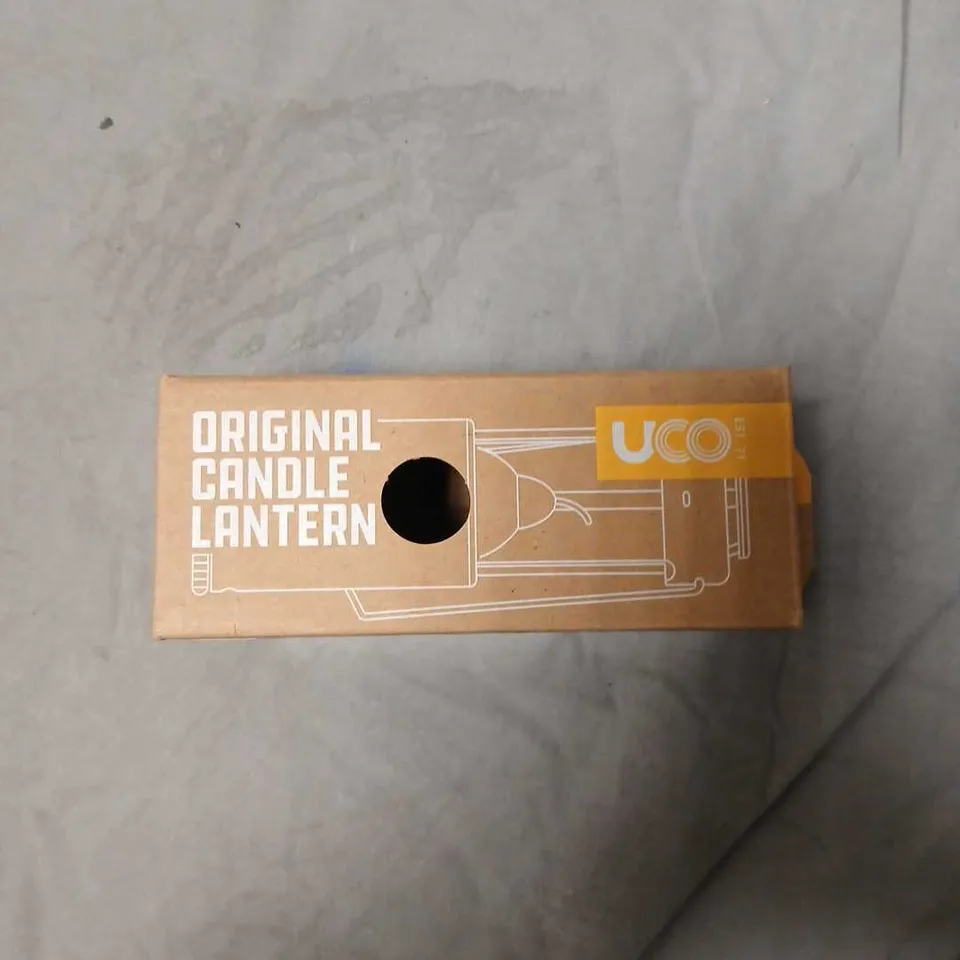 ORIGINAL
CANDLE
LANTERN
UCO
EST. 71